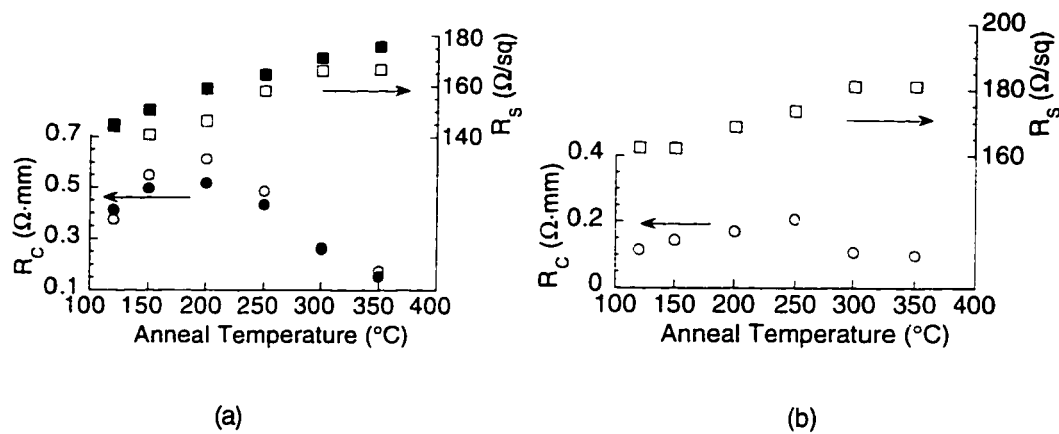 180
160
140
R_s (Ω/sq)
0.7
0.5
0.3
0.1
R_C (Ω·mm)
100 150 200 250 300 350 400
Anneal Temperature (°C)
(a)
200
180
160
R_s (Ω/sq)
0.4
0.2
0
R_C (Ω·mm)
100 150 200 250 300 350 400
Anneal Temperature (°C)
(b)